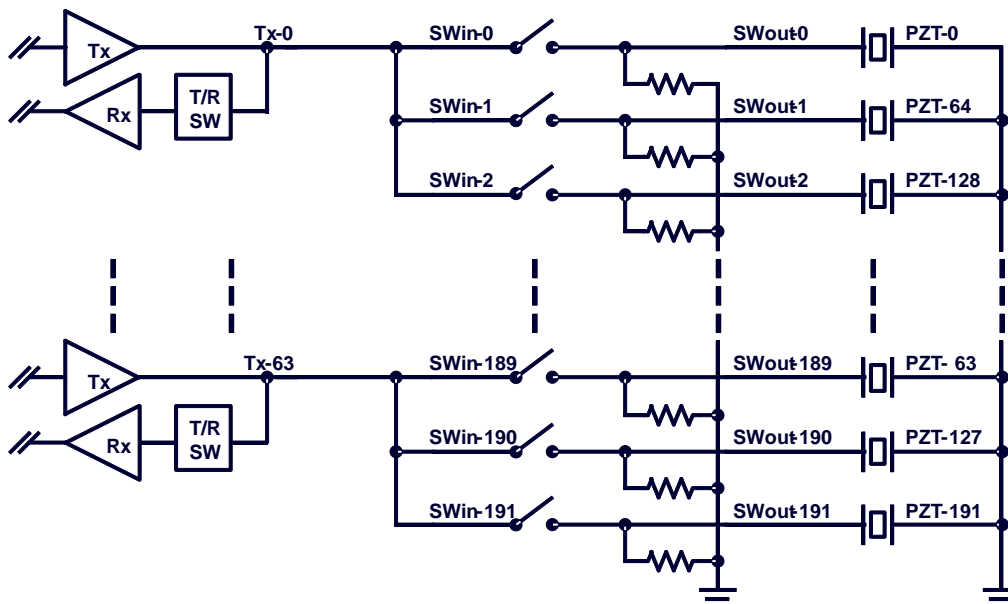 Tx-0 SWin-0 SWout-0 PZT-0
Tx
T/R
SW
Rx
SWin-1 SWout-1 PZT-64
SWin-2 SWout-2 PZT-128
Tx-63 SWin-189 SWout-189 PZT- 63
Tx
T/R
SW
Rx
SWin-190 SWout-190 PZT-127
SWin-191 SWout-191 PZT-191